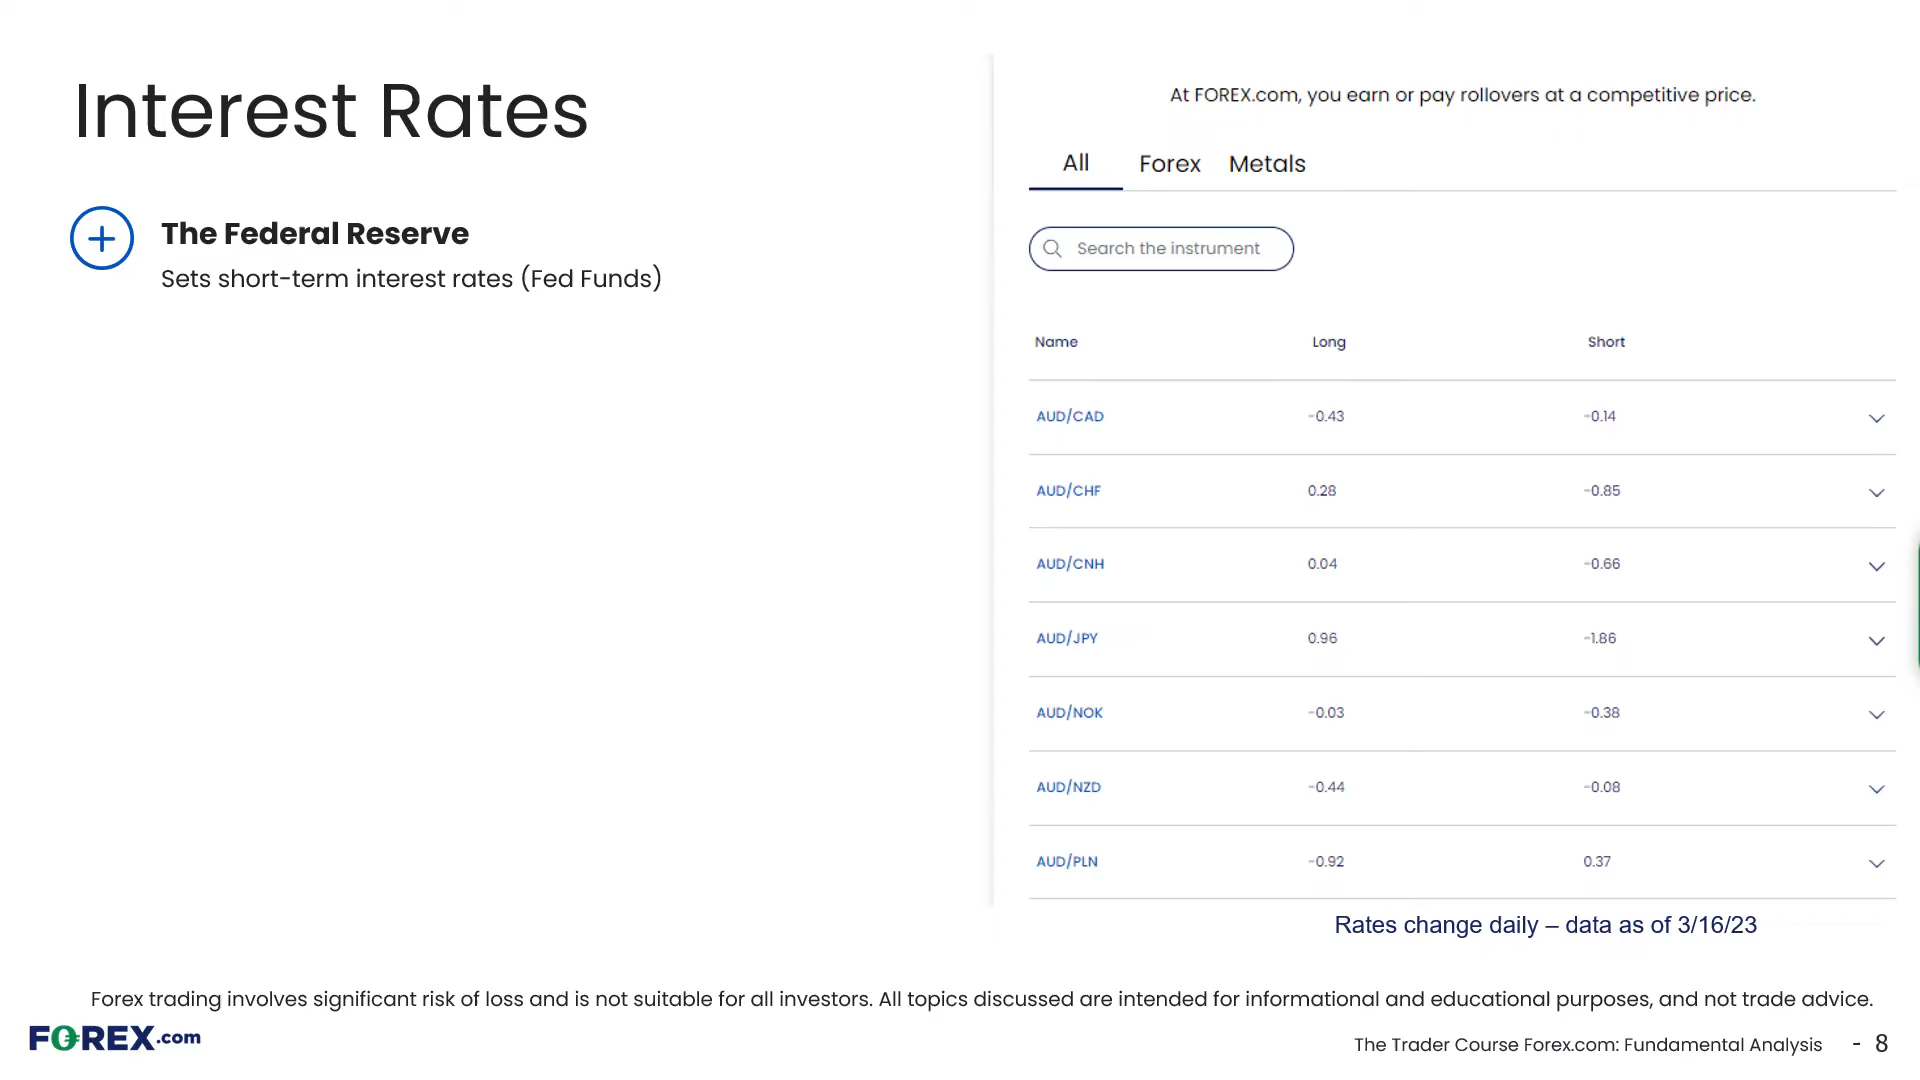 Interest Rates
The Federal Reserve
Sets short-term interest rates (Fed Funds)
At FOREX.com, you earn or pay rollovers at a competitive price.
All Forex Metals
Search the instrument
Name Long Short
AUD/CAD -0.43 -0.14
AUD/CHF 0.28 -0.85
AUD/CNH 0.04 -0.66
AUD/JPY 0.96 -1.86
AUD/NOK -0.03 -0.38
AUD/NZD -0.44 -0.08
AUD/PLN -0.92 0.37
Rates change daily – data as of 3/16/23
Forex trading involves significant risk of loss and is not suitable for all investors. All topics discussed are intended for informational and educational purposes, and not trade advice.
FOREX.com
The Trader Course Forex.com: Fundamental Analysis - 8